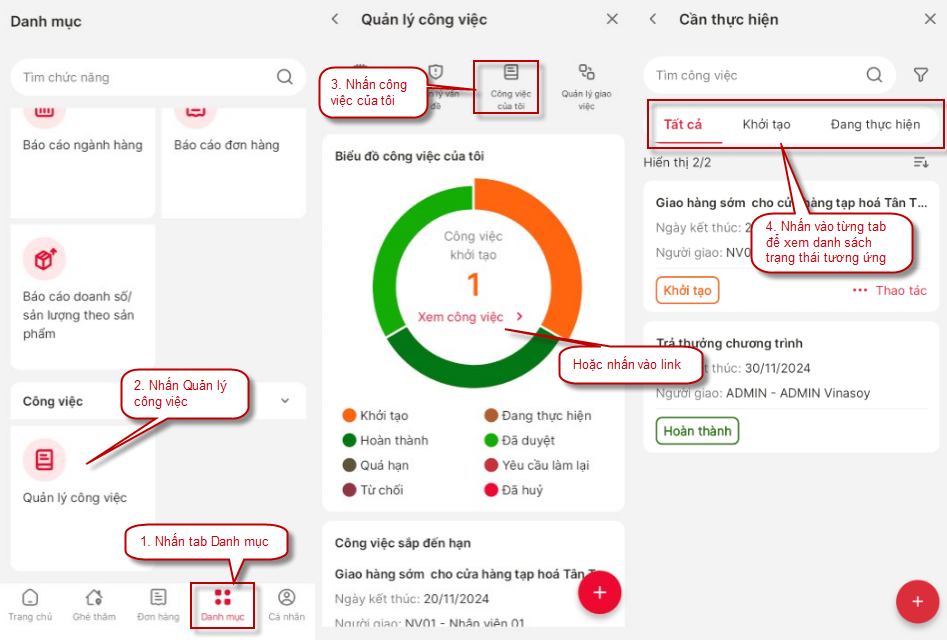 Danh mục
Tìm chức năng
Báo cáo ngành hàng
Báo cáo đơn hàng
Báo cáo doanh số/
sản lượng theo sản
phẩm
2. Nhấn Quản lý
công việc
Công việc
Quản lý công việc
1. Nhấn tab Danh mục
Trang chủ
Ghé thăm
Đơn hàng
Danh mục
Cá nhân
Quản lý công việc
3. Nhấn công
việc của tôi
lý vấn
đề
Công việc
của tôi
Quản lý giao
việc
Biểu đồ công việc của tôi
Công việc
khởi tạo
1
Xem công việc
Hoặc nhấn vào link
Khởi tạo
Đang thực hiện
Hoàn thành
Đã duyệt
Quá hạn
Yêu cầu làm lại
Từ chối
Đã huỷ
Công việc sắp đến hạn
Giao hàng sớm cho cửa hàng tạp hoá Tân T
Ngày kết thúc: 20/11/2024
Người giao: NV01 - Nhân viên 01
Cần thực hiện
Tìm công việc
Tất cả
Khởi tạo
Đang thực hiện
Hiển thị 2/2
Giao hàng sớm cho cửa hàng tạp hoá Tân T...
Ngày kết thúc: 2
Người giao: NV0
4. Nhấn vào từng tab
để xem danh sách
trạng thái tương ứng
Khởi tạo
Thao tác
Trả thưởng chương trình
thúc: 30/11/2024
Người giao: ADMIN - ADMIN Vinasoy
Hoàn thành